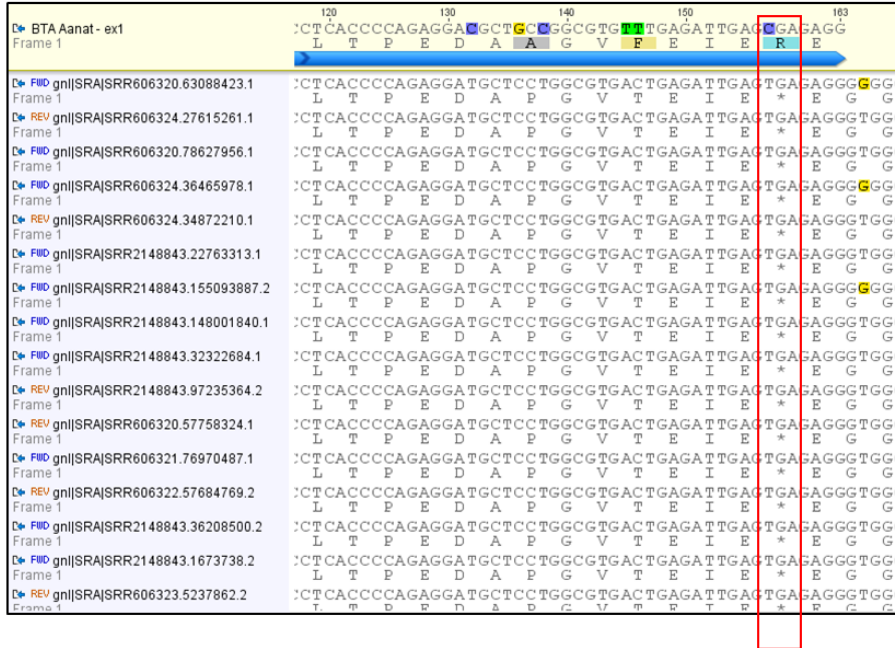 120 130 140 150 163
BTA Aanat - ex1 CTCACCCCAGAGGACGCTGCCGGCGTGTTTGAGATTGAGCGAGAGG
Frame 1 L T P E D A A G V F E I E R E
FWD gnl|SRA|SRR606320.63088423.1 CTCACCCCAGAGGATGCTCCTGGCGTGACTGAGATTGAGTGAGAGGGGGG
Frame 1 L T P E D A P G V T E I E * E G G
REV gnl|SRA|SRR606324.27615261.1 CTCACCCCAGAGGATGCTCCTGGCGTGACTGAGATTGAGTGAGAGGGTGG
Frame 1 L T P E D A P G V T E I E * E G G
FWD gnl|SRA|SRR606320.78627956.1 CTCACCCCAGAGGATGCTCCTGGCGTGACTGAGATTGAGTGAGAGGGTGG
Frame 1 L T P E D A P G V T E I E * E G G
FWD gnl|SRA|SRR606324.36465978.1 CTCACCCCAGAGGATGCTCCTGGCGTGACTGAGATTGAGTGAGAGGGGGG
Frame 1 L T P E D A P G V T E I E * E G G
REV gnl|SRA|SRR606324.34872210.1 CTCACCCCAGAGGATGCTCCTGGCGTGACTGAGATTGAGTGAGAGGGTGG
Frame 1 L T P E D A P G V T E I E * E G G
FWD gnl|SRA|SRR2148843.22763313.1 CTCACCCCAGAGGATGCTCCTGGCGTGACTGAGATTGAGTGAGAGGGTGG
Frame 1 L T P E D A P G V T E I E * E G G
FWD gnl|SRA|SRR2148843.155093887.2 CTCACCCCAGAGGATGCTCCTGGCGTGACTGAGATTGAGTGAGAGGGGGG
Frame 1 L T P E D A P G V T E I E * E G G
FWD gnl|SRA|SRR2148843.148001840.1 CTCACCCCAGAGGATGCTCCTGGCGTGACTGAGATTGAGTGAGAGGGTGG
Frame 1 L T P E D A P G V T E I E * E G G
FWD gnl|SRA|SRR2148843.32322684.1 CTCACCCCAGAGGATGCTCCTGGCGTGACTGAGATTGAGTGAGAGGGTGG
Frame 1 L T P E D A P G V T E I E * E G G
REV gnl|SRA|SRR2148843.97235364.2 CTCACCCCAGAGGATGCTCCTGGCGTGACTGAGATTGAGTGAGAGGGTGG
Frame 1 L T P E D A P G V T E I E * E G G
REV gnl|SRA|SRR606320.57758324.1 CTCACCCCAGAGGATGCTCCTGGCGTGACTGAGATTGAGTGAGAGGGTGG
Frame 1 L T P E D A P G V T E I E * E G G
FWD gnl|SRA|SRR606321.76970487.1 CTCACCCCAGAGGATGCTCCTGGCGTGACTGAGATTGAGTGAGAGGGTGG
Frame 1 L T P E D A P G V T E I E * E G G
REV gnl|SRA|SRR606322.57684769.2 CTCACCCCAGAGGATGCTCCTGGCGTGACTGAGATTGAGTGAGAGGGTGG
Frame 1 L T P E D A P G V T E I E * E G G
FWD gnl|SRA|SRR2148843.36208500.2 CTCACCCCAGAGGATGCTCCTGGCGTGACTGAGATTGAGTGAGAGGGTGG
Frame 1 L T P E D A P G V T E I E * E G G
FWD gnl|SRA|SRR2148843.1673738.2 CTCACCCCAGAGGATGCTCCTGGCGTGACTGAGATTGAGTGAGAGGGTGG
Frame 1 L T P E D A P G V T E I E * E G G
REV gnl|SRA|SRR606323.5237862.2 CTCACCCCAGAGGATGCTCCTGGCGTGACTGAGATTGAGTGAGAGGGTGG
Frame 1 L T P E D A P G V T E I E * E G G